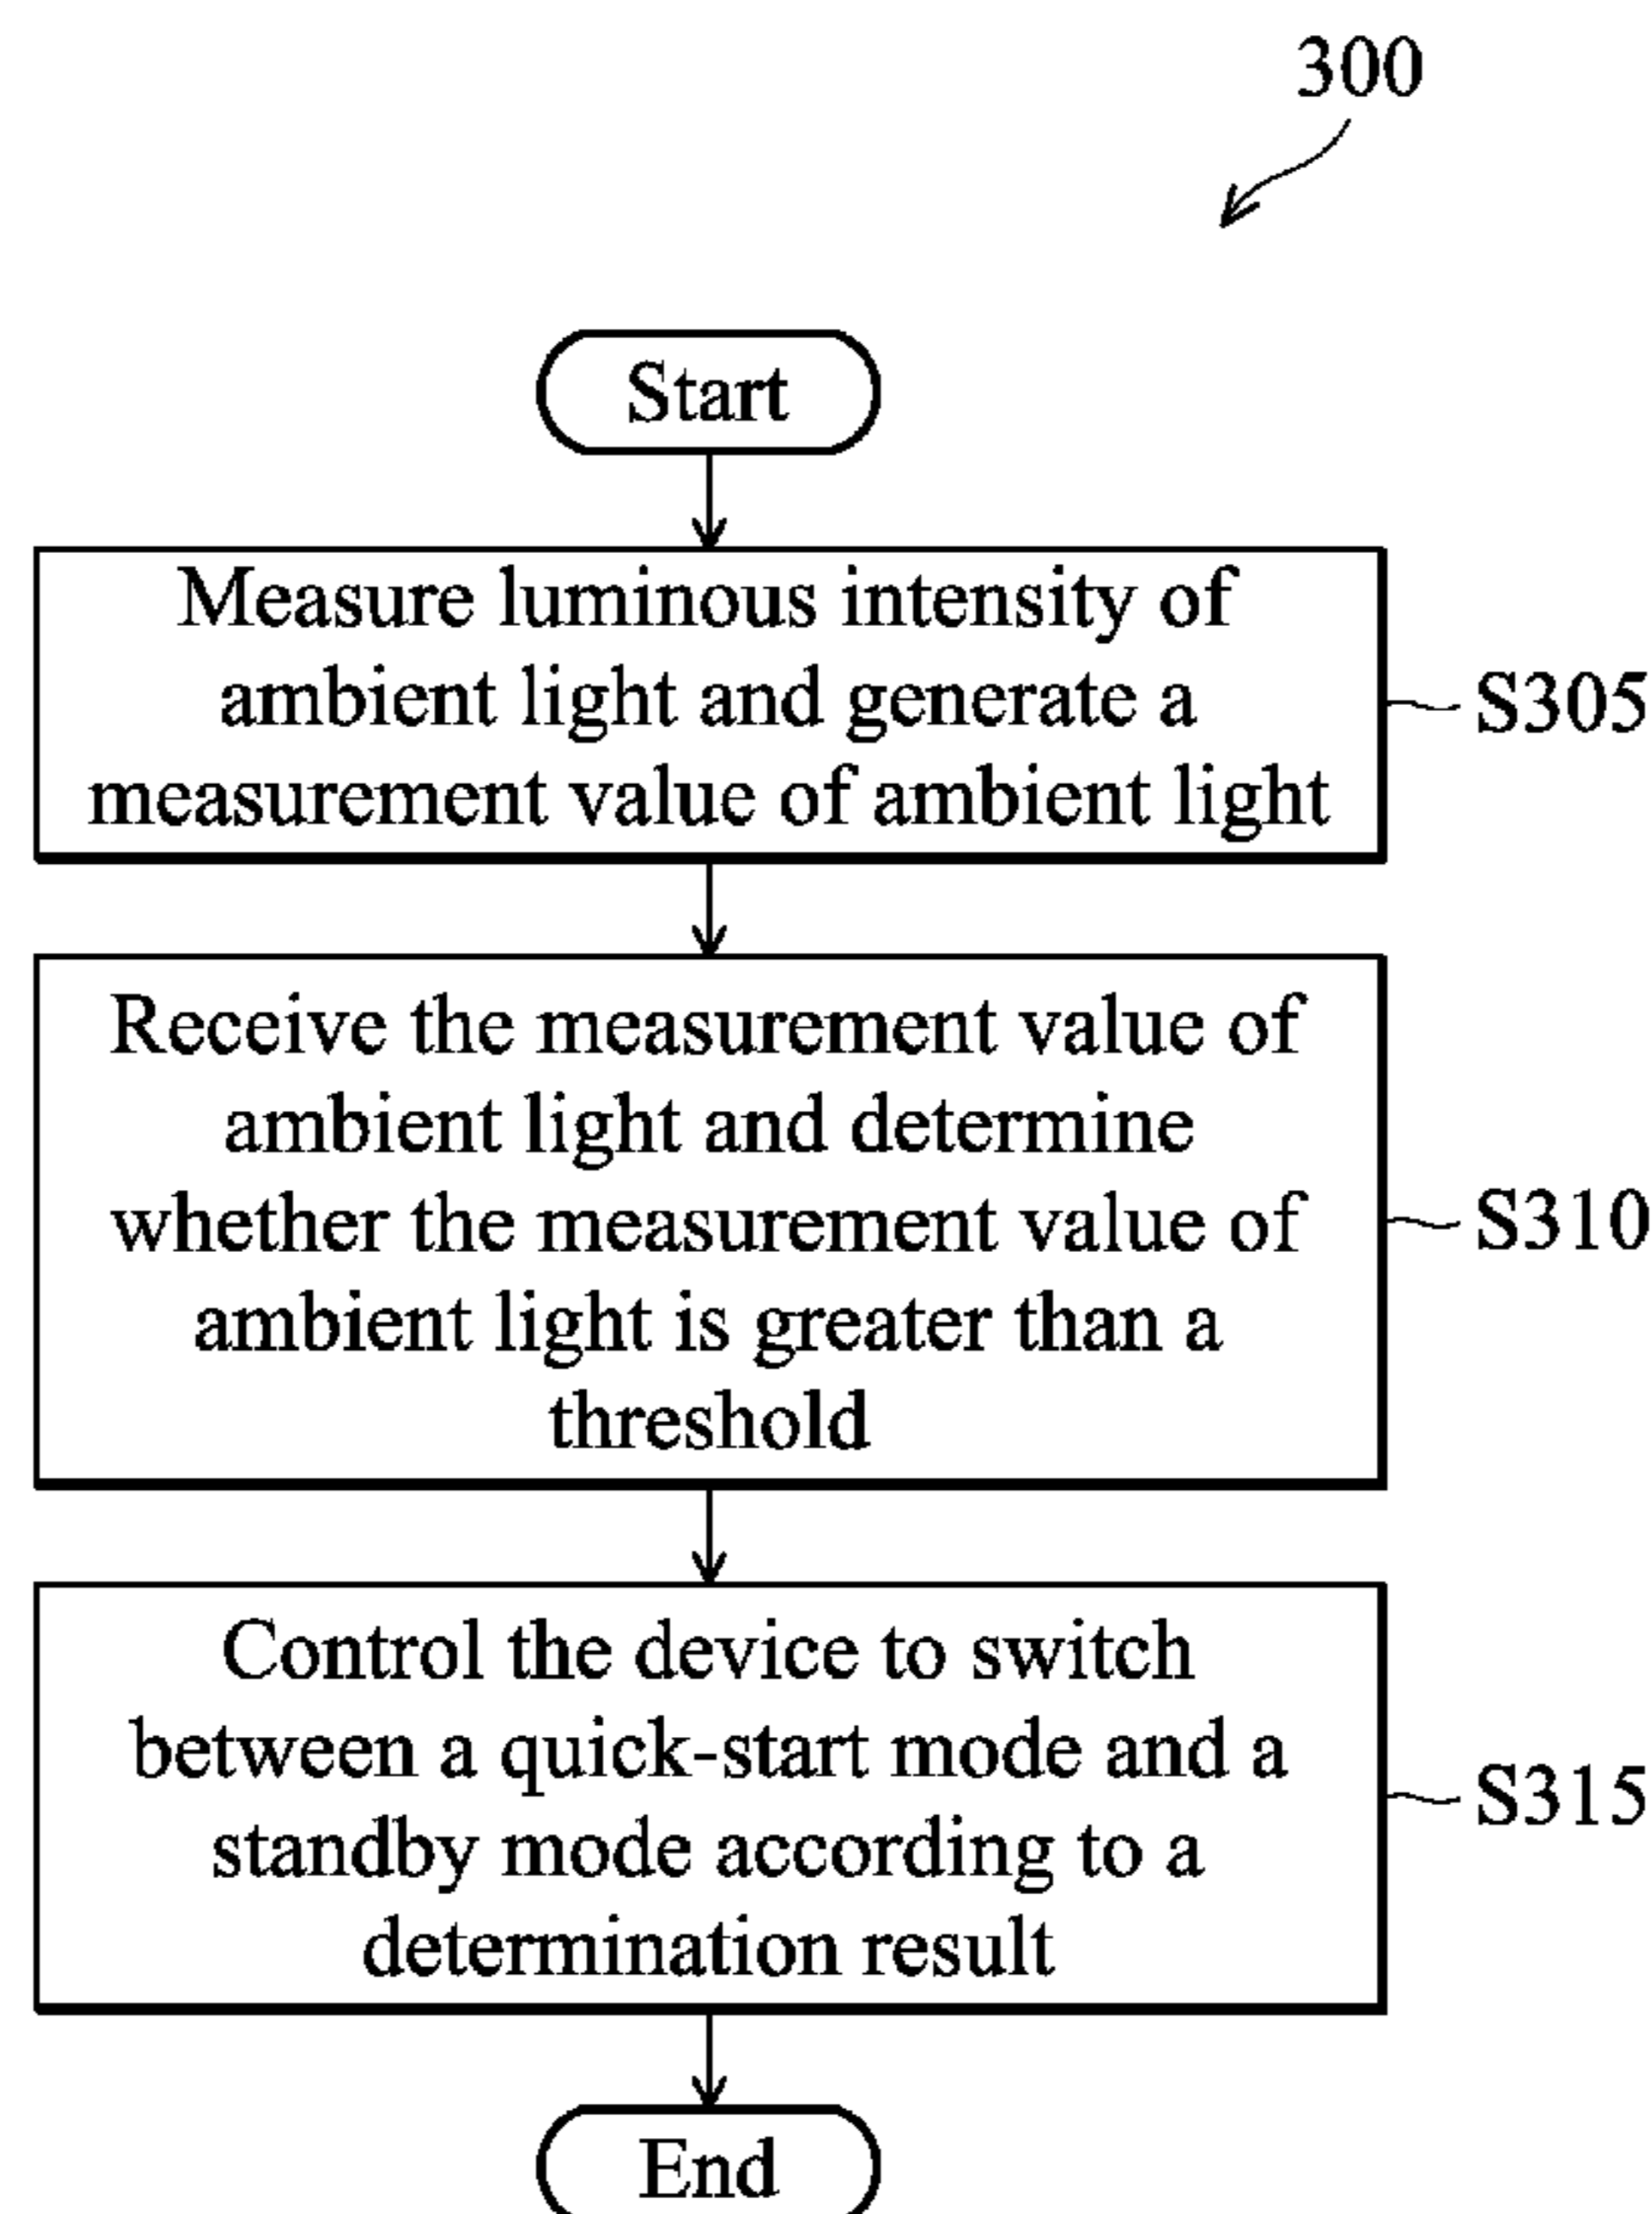 300
Start
Measure luminous intensity of
ambient light and generate a
measurement value of ambient light
S305
Receive the measurement value of
ambient light and determine
whether the measurement value of
ambient light is greater than a
threshold
S310
Control the device to switch
between a quick-start mode and a
standby mode according to a
determination result
S315
End